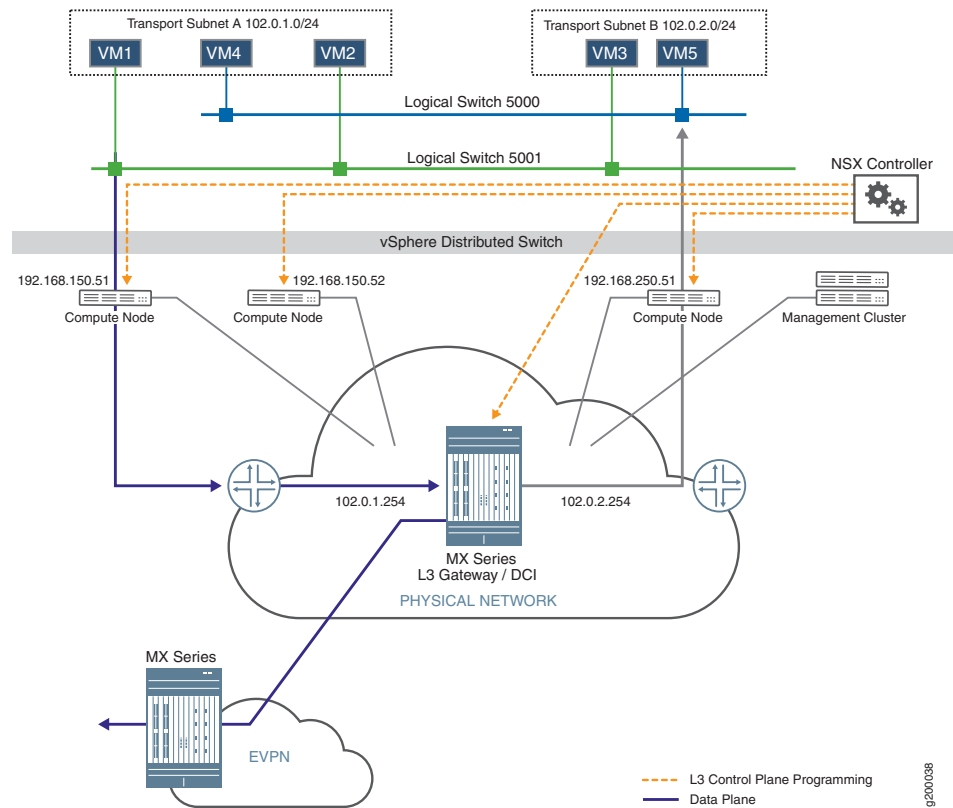 Transport Subnet A 102.0.1.0/24
Transport Subnet B 102.0.2.0/24
VM1
VM4
VM2
VM3
VM5
Logical Switch 5000
Logical Switch 5001
NSX Controller
vSphere Distributed Switch
192.168.150.51
192.168.150.52
192.168.250.51
Compute Node
Compute Node
Compute Node
Management Cluster
102.0.1.254
102.0.2.254
MX Series
L3 Gateway / DCI
PHYSICAL NETWORK
MX Series
EVPN
L3 Control Plane Programming
Data Plane
g200038